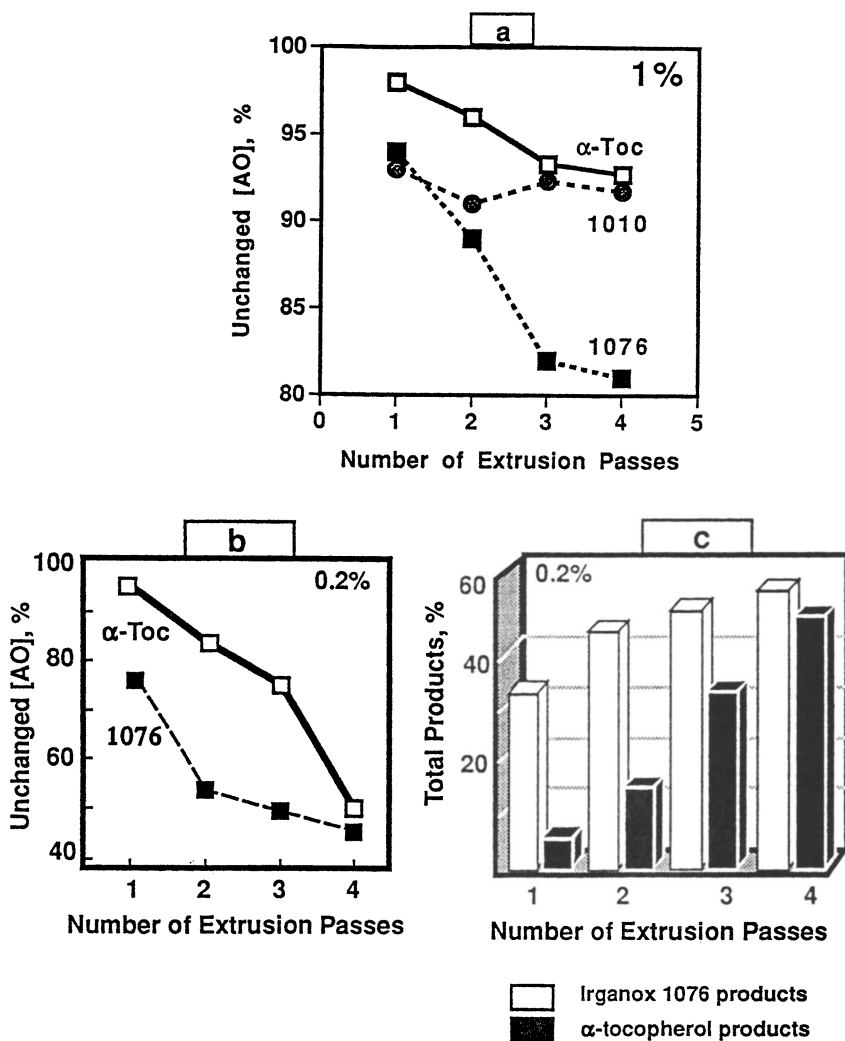 a
100
95
90
85
80
1%
α-Toc
1010
1076
0
1
2
3
4
5
Unchanged [AO], %
Number of Extrusion Passes
b
100
80
60
40
0.2%
α-Toc
1076
1
2
3
4
Unchanged [AO], %
Number of Extrusion Passes
c
60
40
20
0.2%
1
2
3
4
Total Products, %
Number of Extrusion Passes
Irganox 1076 products
α-tocopherol products